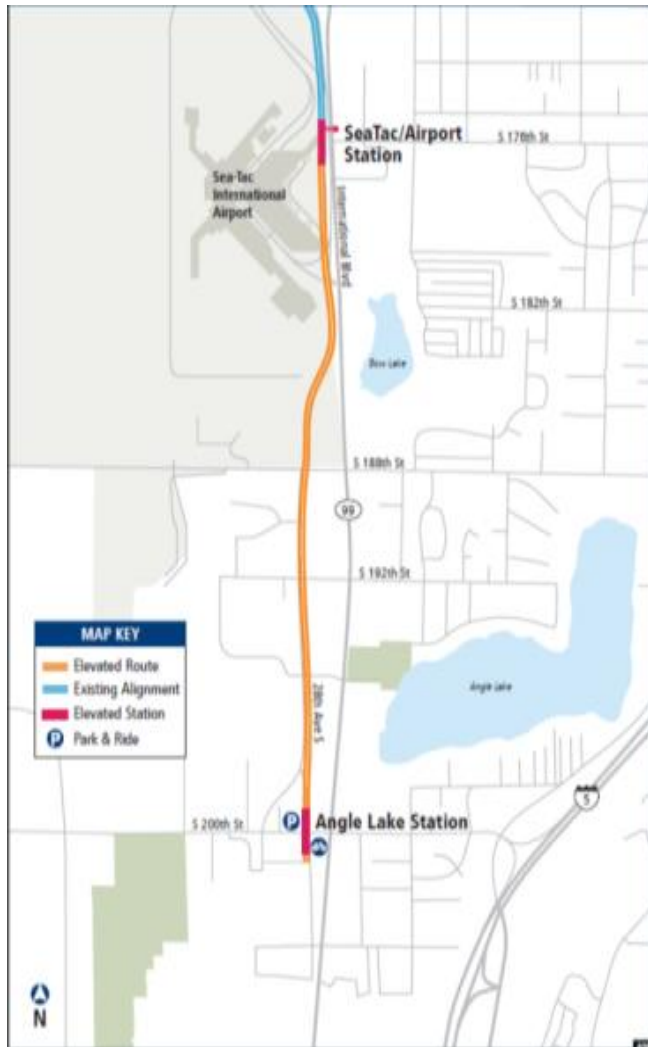 SeaTac/Airport
Station
S 176th St
Sea-Tac
International
Airport
International Blvd
S 182th St
Bow Lake
S 188th St
99
S 192th St
MAP KEY
Elevated Route
Existing Alignment
Elevated Station
P Park & Ride
Angle Lake
28th Ave S
5
S 200th St
P
Angle Lake Station
N